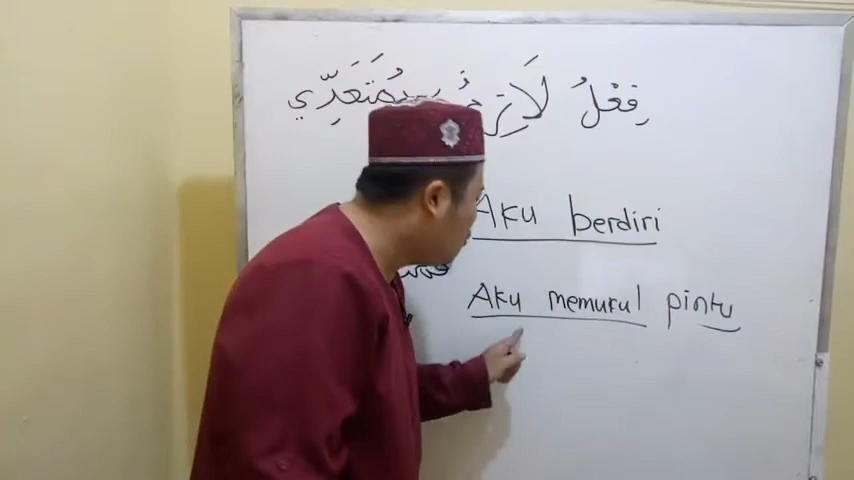 فِعْلُ لَازِمٌ وَمُتَعَدِّي
Aku berdiri
Aku memukul pintu